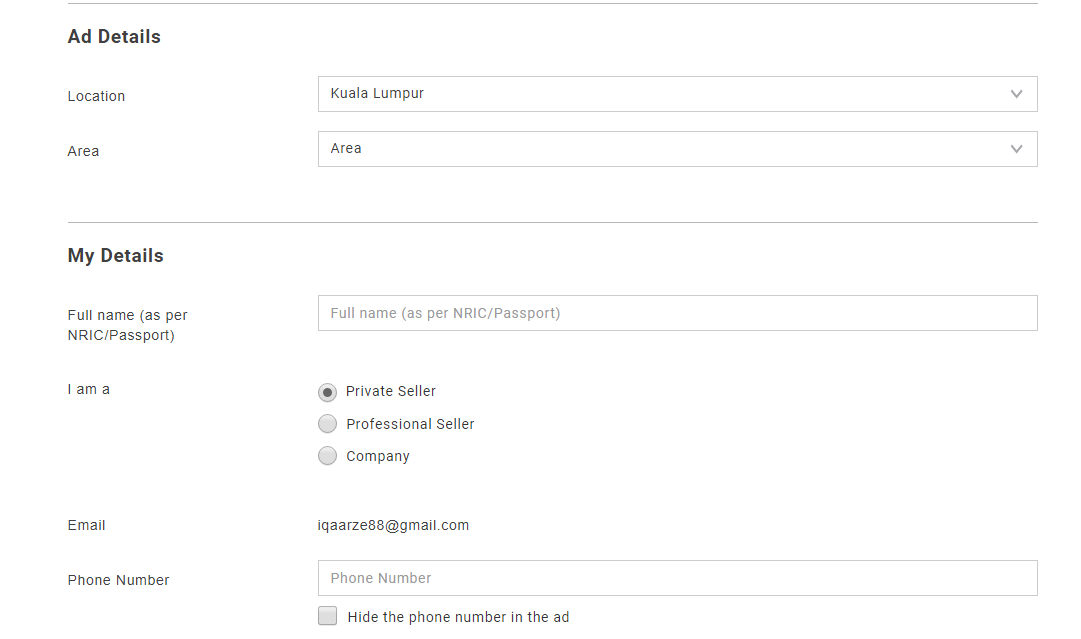 Ad Details
Location
Kuala Lumpur
Area
Area
My Details
Full name (as per
NRIC/Passport)
Full name (as per NRIC/Passport)
I am a
Private Seller
Professional Seller
Company
Email
iqaarze88@gmail.com
Phone Number
Phone Number
Hide the phone number in the ad